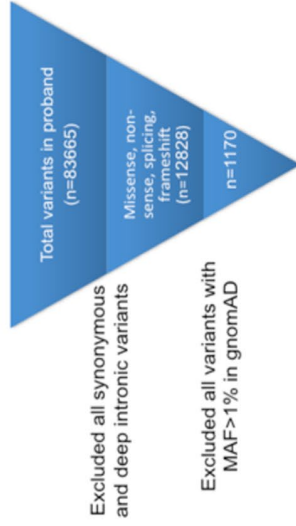 Total variants in proband
(n=83665)
Excluded all synonymous
and deep intronic variants
Missense, non-
sense, splicing,
frameshift
(n=12828)
Excluded all variants with
MAF>1% in gnomAD
n=1170